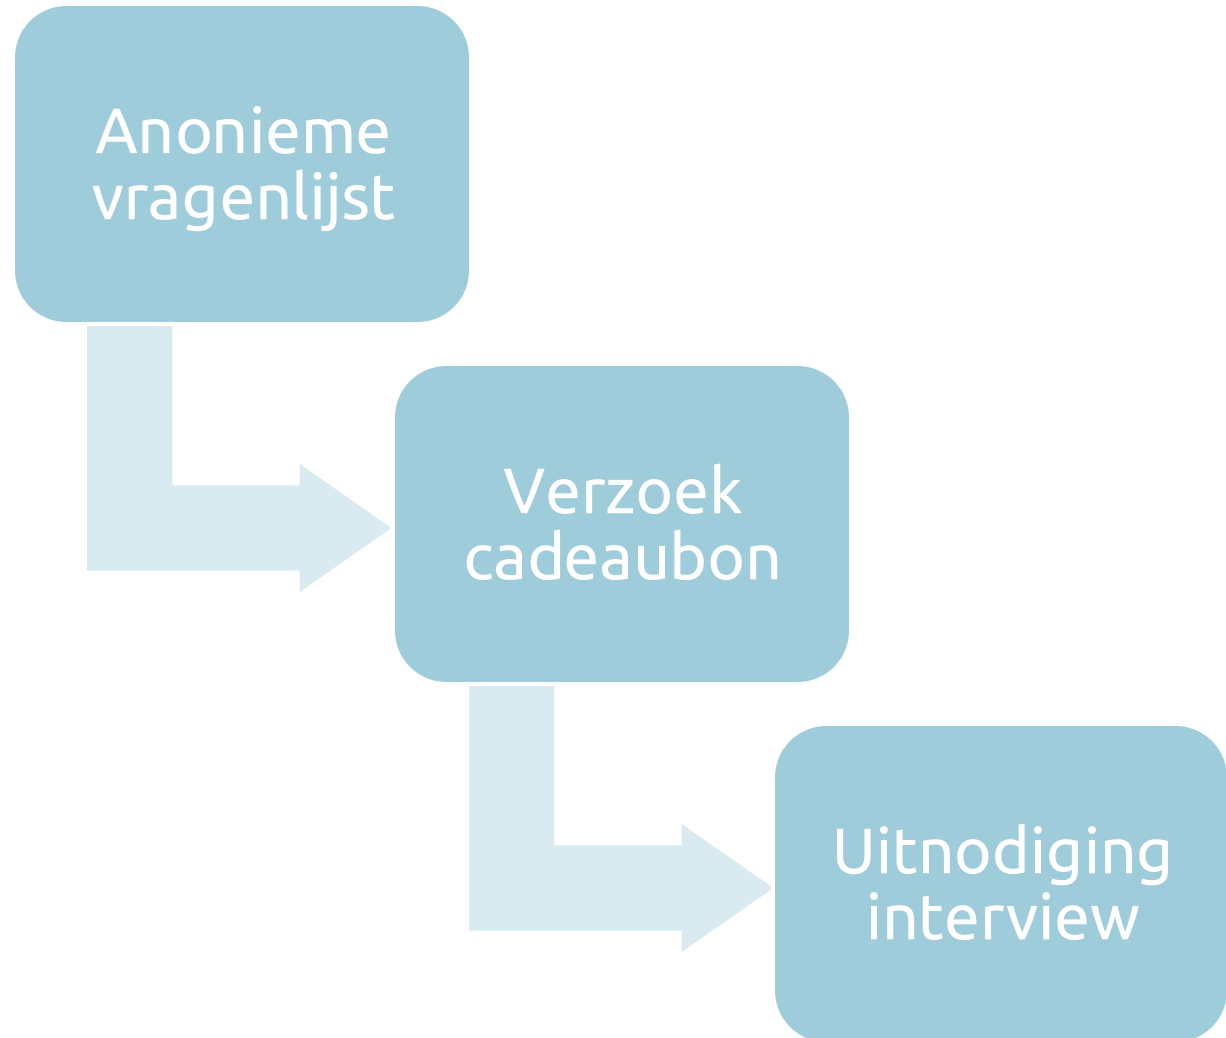 Anonieme
vragenlijst
Verzoek
cadeaubon
Uitnodiging
interview